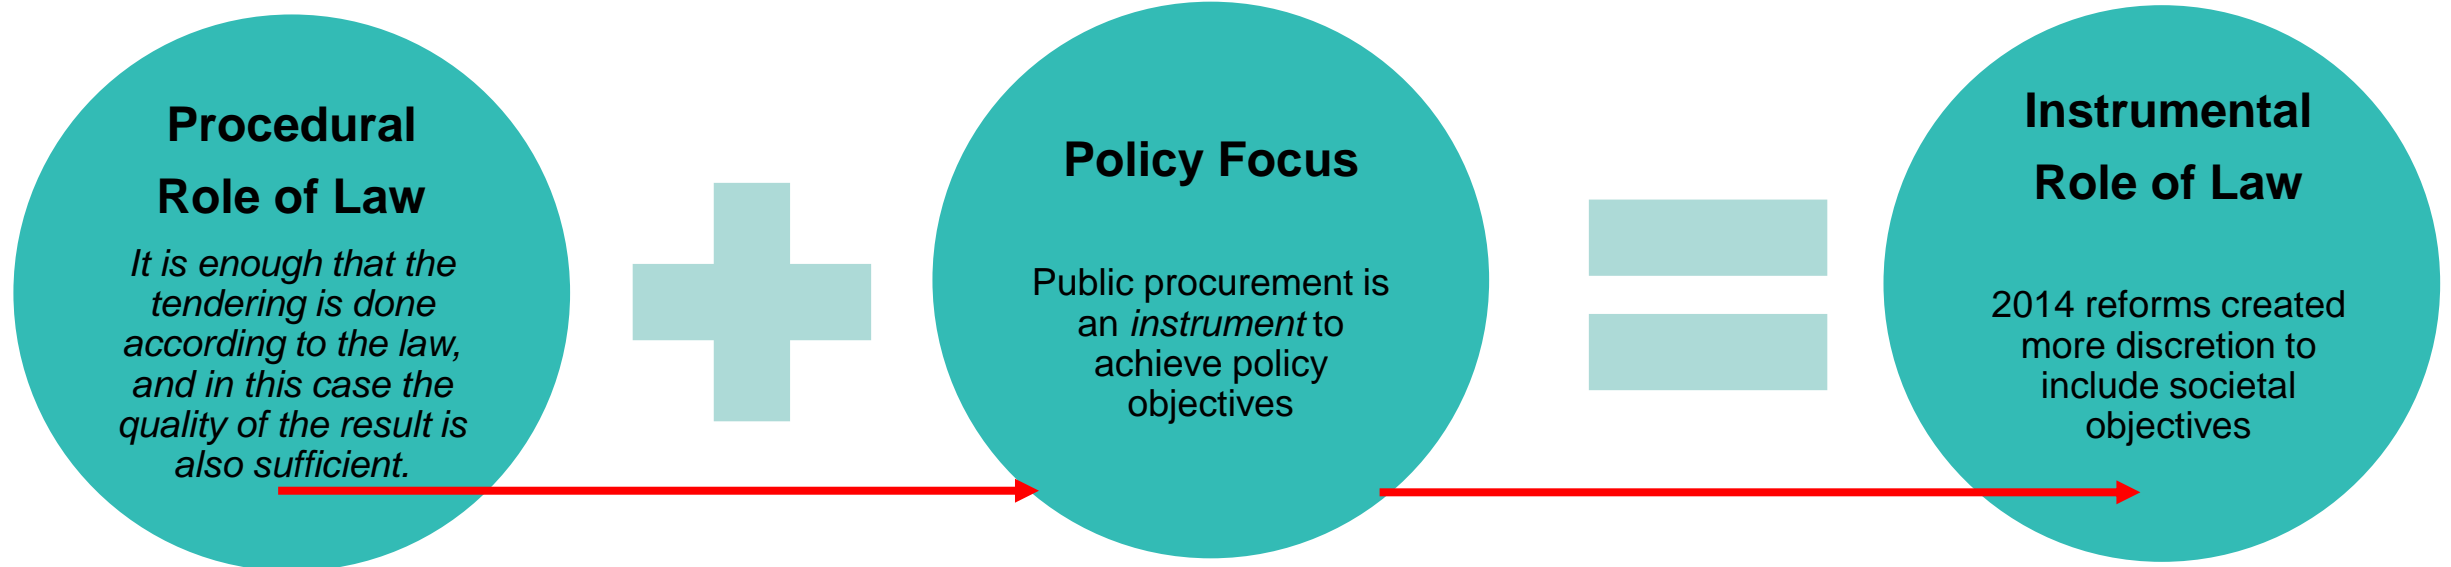 Procedural
Role of Law
It is enough that the
tendering is done
according to the law,
and in this case the
quality of the result is
also sufficient.
Policy Focus
Public procurement is
an instrument to
achieve policy
objectives
Instrumental
Role of Law
2014 reforms created
more discretion to
include societal
objectives